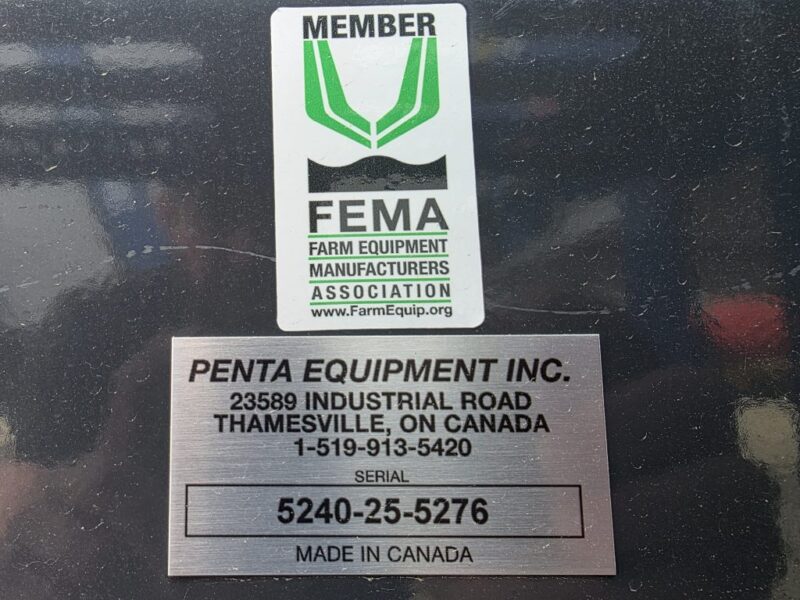 MEMBER
FEMA
FARM EQUIPMENT
MANUFACTURERS
ASSOCIATION
www.FarmEquip.org
PENTA EQUIPMENT INC.
23589 INDUSTRIAL ROAD
THAMESVILLE, ON CANADA
1-519-913-5420
SERIAL
5240-25-5276
MADE IN CANADA